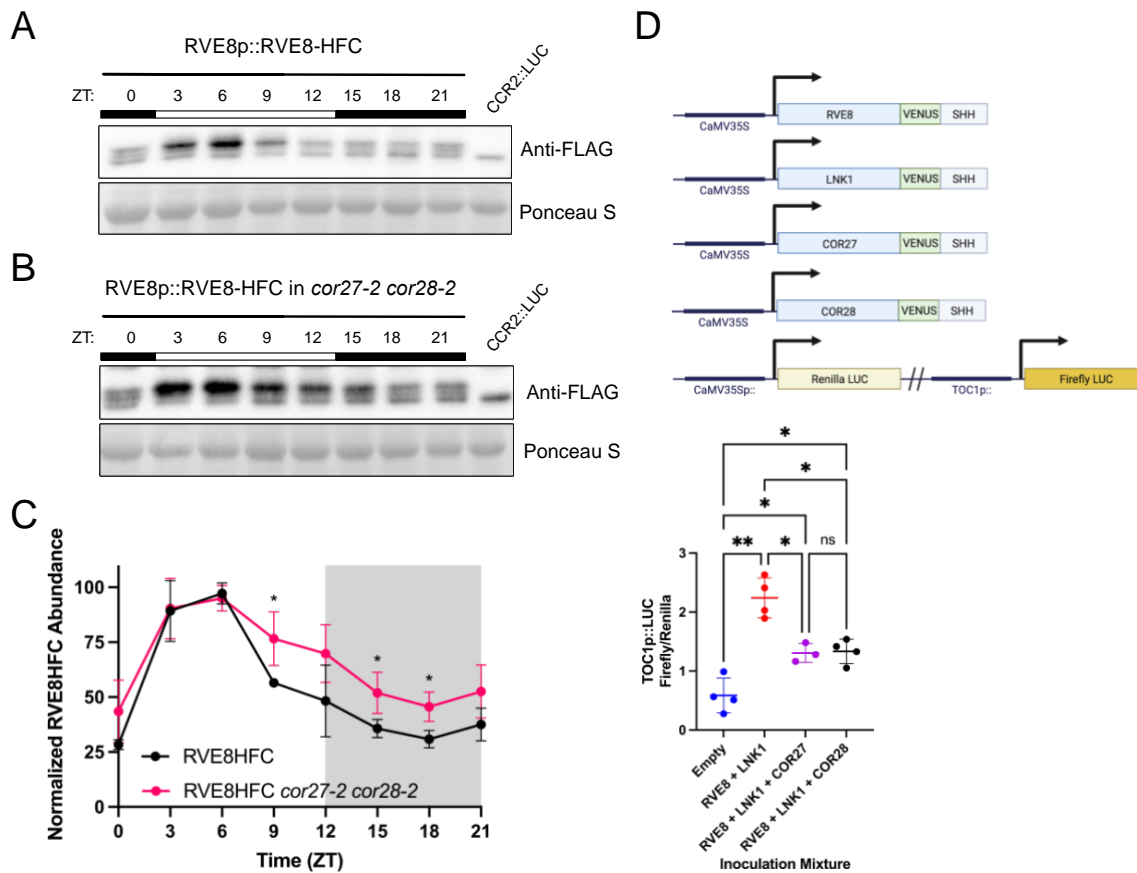 A
RVE8p::RVE8-HFC
CCR2::LUC
ZT: 0 3 6 9 12 15 18 21
Anti-FLAG
Ponceau S
B
RVE8p::RVE8-HFC in cor27-2 cor28-2
CCR2::LUC
ZT: 0 3 6 9 12 15 18 21
Anti-FLAG
Ponceau S
C
Normalized RVE8HFC Abundance
100
75
50
25
0
* * *
RVE8HFC
RVE8HFC cor27-2 cor28-2
0 3 6 9 12 15 18 21
Time (ZT)
D
CaMV35S RVE8 VENUS SHH
CaMV35S LNK1 VENUS SHH
CaMV35S COR27 VENUS SHH
CaMV35S COR28 VENUS SHH
CaMV35Sp:: Renilla LUC // TOC1p:: Firefly LUC
*
*
*
** * ns
TOC1p::LUC
Firefly/Renilla
3
2
1
0
Empty
RVE8 + LNK1
RVE8 + LNK1 + COR27
RVE8 + LNK1 + COR28
Inoculation Mixture